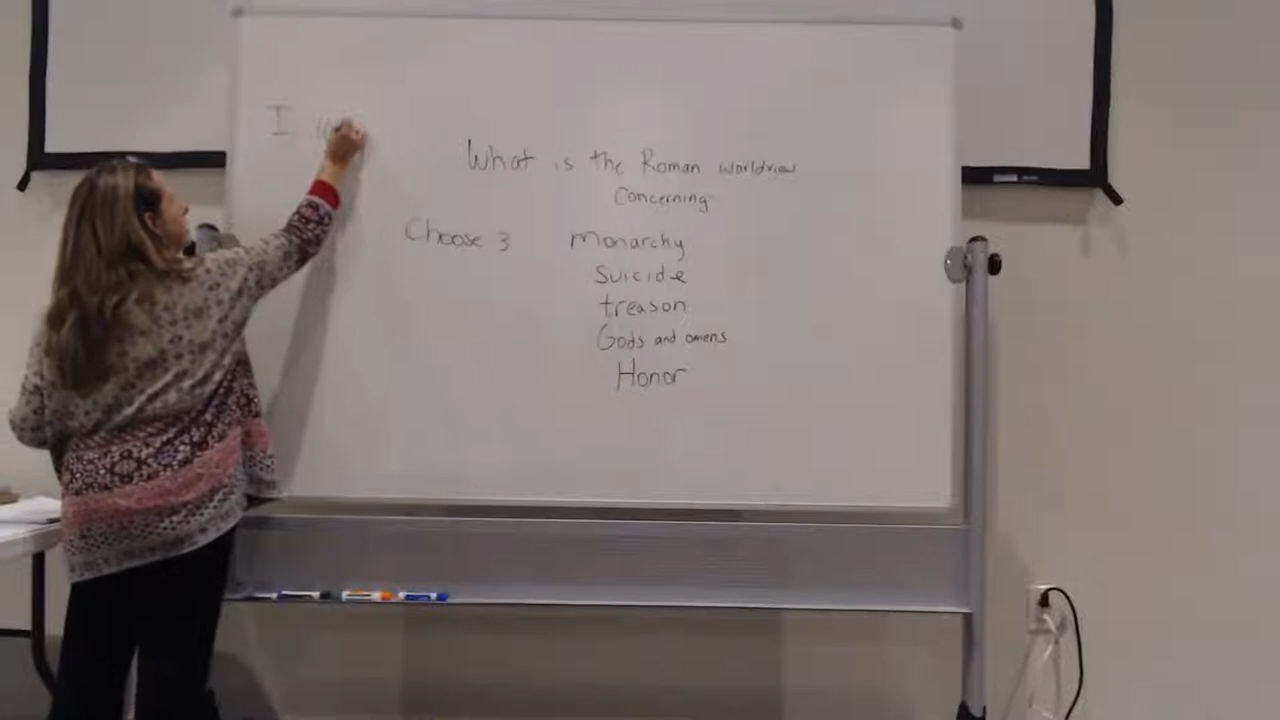 I
What is the Roman worldview
Concerning
Choose 3 Monarchy
Suicide
treason
Gods and omens
Honor